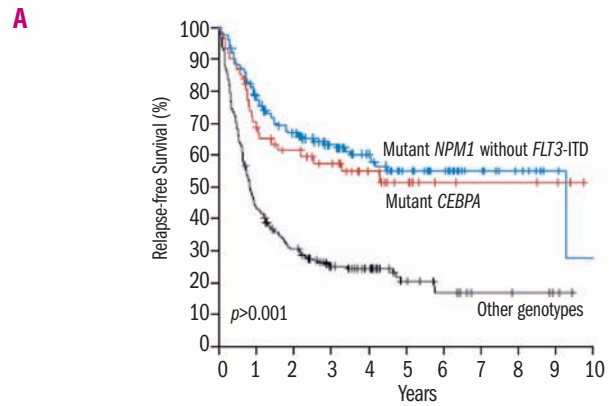 A
100
90
80
70
60
50
40
30
20
10
0
Relapse-free Survival (%)
Mutant NPM1 without FLT3-ITD
Mutant CEBPA
Other genotypes
p>0.001
0 1 2 3 4 5 6 7 8 9 10
Years